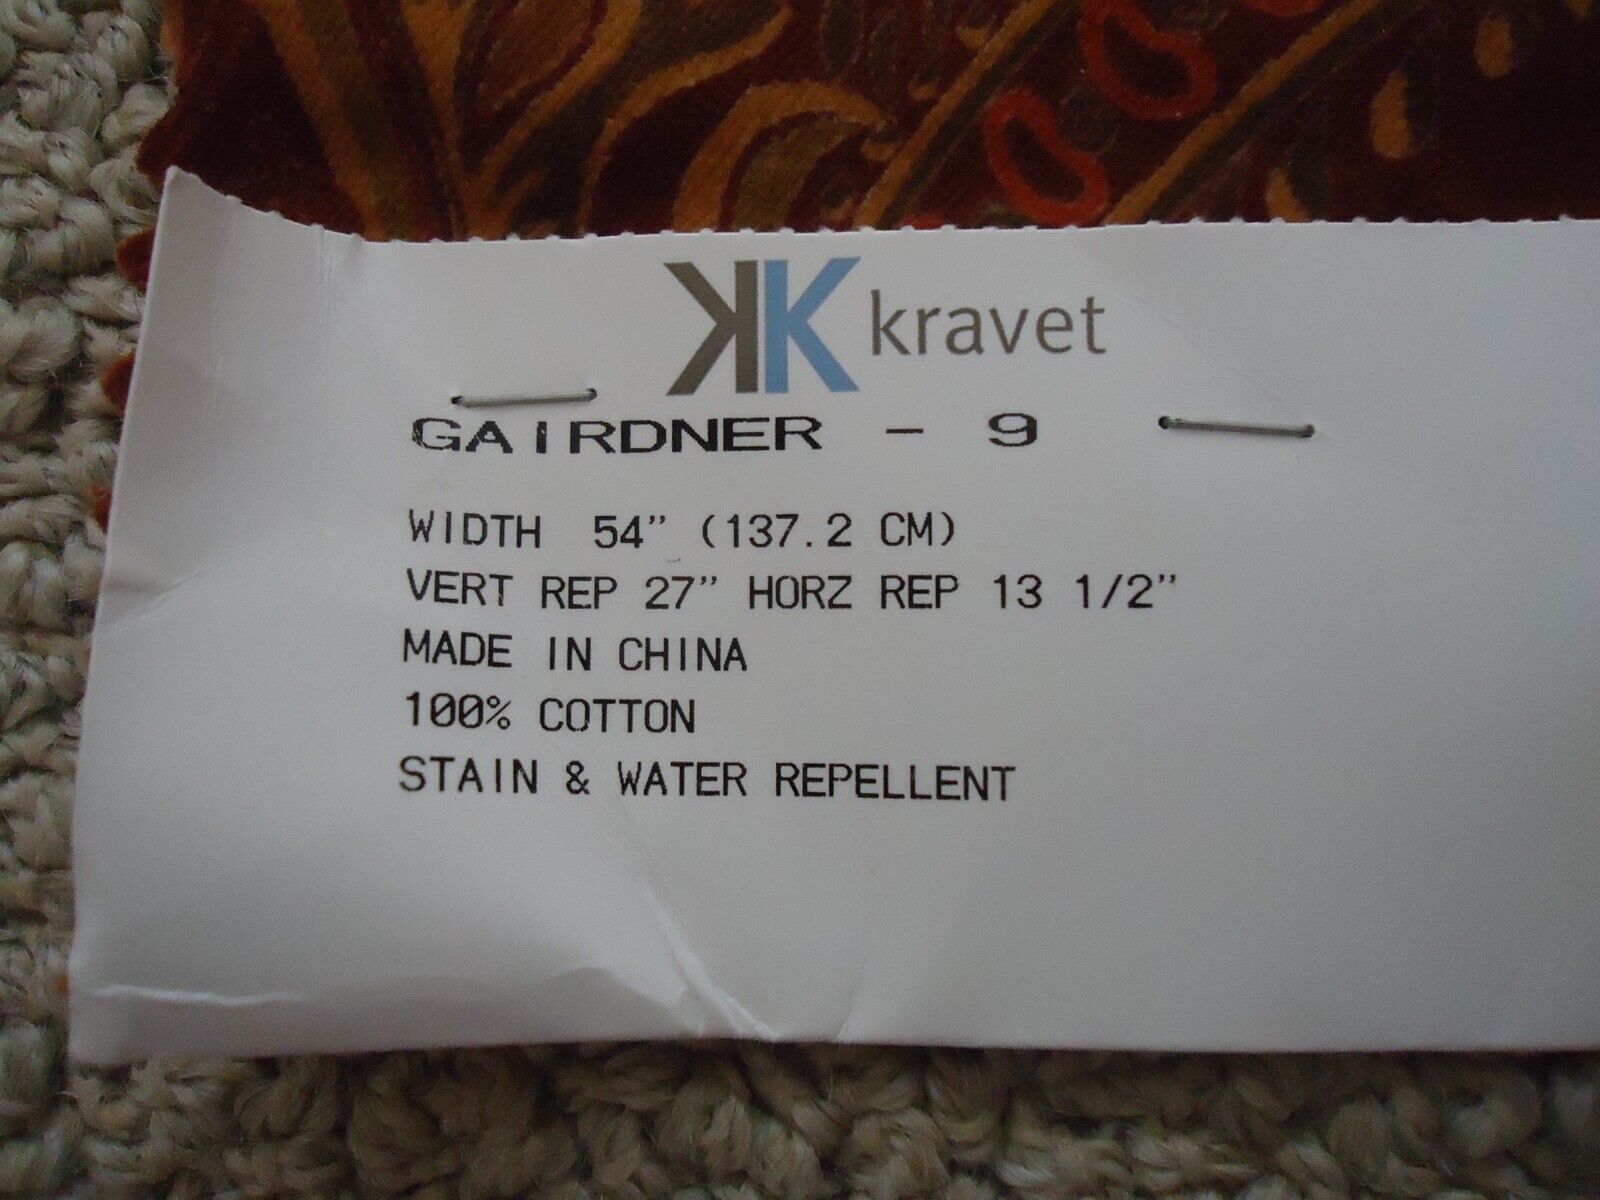 KK kravet
GAIRDNER - 9
WIDTH 54" (137.2 CM)
VERT REP 27" HORZ REP 13 1/2"
MADE IN CHINA
100% COTTON
STAIN & WATER REPELLENT